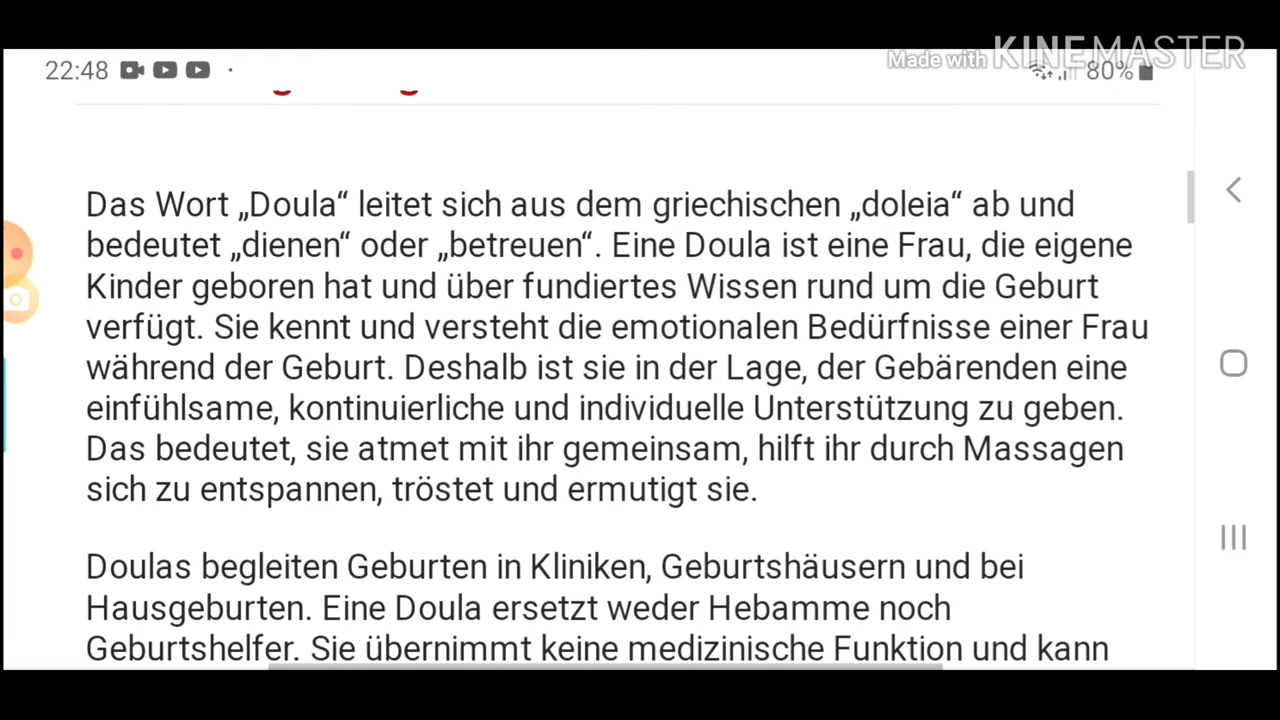 22:48
Made with KINEMASTER
80%
Das Wort „Doula“ leitet sich aus dem griechischen „doleia“ ab und
bedeutet „dienen“ oder „betreuen“. Eine Doula ist eine Frau, die eigene
Kinder geboren hat und über fundiertes Wissen rund um die Geburt
verfügt. Sie kennt und versteht die emotionalen Bedürfnisse einer Frau
während der Geburt. Deshalb ist sie in der Lage, der Gebärenden eine
einfühlsame, kontinuierliche und individuelle Unterstützung zu geben.
Das bedeutet, sie atmet mit ihr gemeinsam, hilft ihr durch Massagen
sich zu entspannen, tröstet und ermutigt sie.
Doulas begleiten Geburten in Kliniken, Geburtshäusern und bei
Hausgeburten. Eine Doula ersetzt weder Hebamme noch
Geburtshelfer. Sie übernimmt keine medizinische Funktion und kann